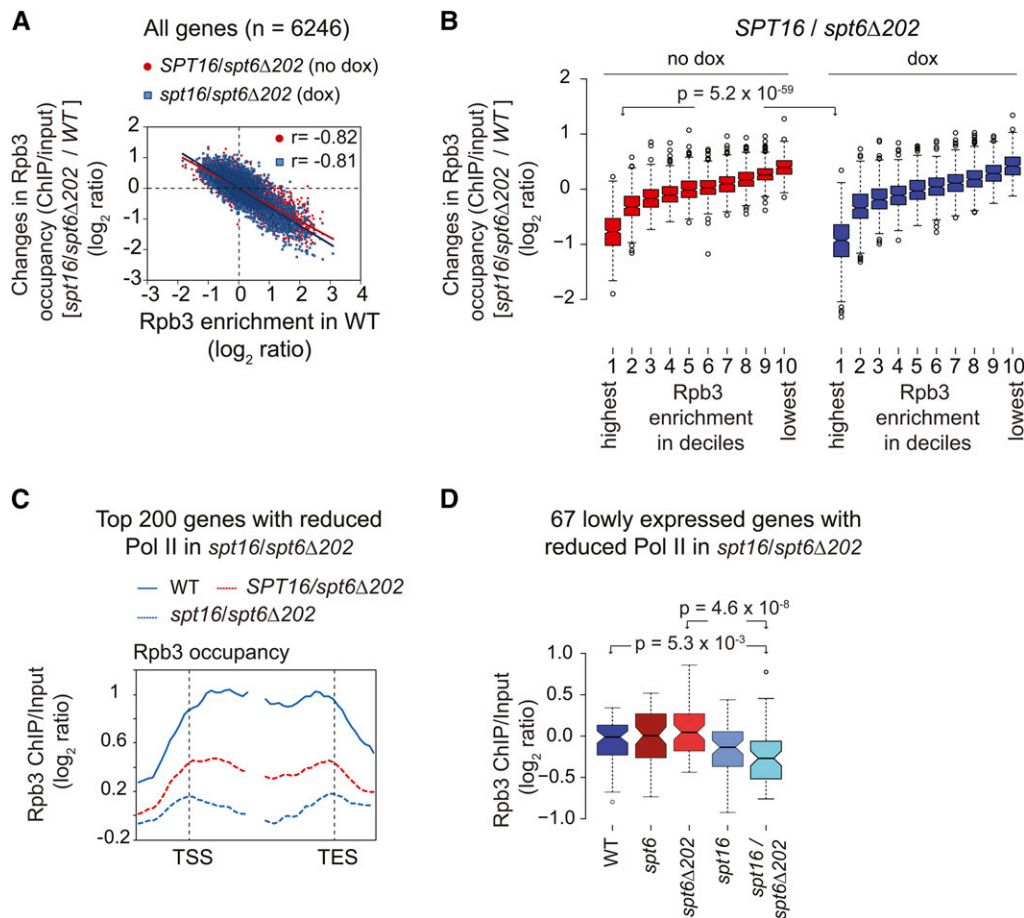 A
All genes (n = 6246)
SPT16/spt6Δ202 (no dox)
spt16/spt6Δ202 (dox)
Changes in Rpb3
occupancy (ChIP/input)
[spt16/spt6Δ202 / WT]
(log2 ratio)
2
1
0
-1
-2
-3
r= -0.82
r= -0.81
-3 -2 -1 0 1 2 3 4
Rpb3 enrichment in WT
(log2 ratio)
B
SPT16 / spt6Δ202
no dox
dox
p = 5.2 x 10-59
Changes in Rpb3
occupancy (ChIP/input)
[spt16/spt6Δ202 / WT]
(log2 ratio)
2
1
0
−1
−2
1 2 3 4 5 6 7 8 9 10
highest
Rpb3
enrichment
in deciles
lowest
1 2 3 4 5 6 7 8 9 10
highest
Rpb3
enrichment
in deciles
lowest
C
Top 200 genes with reduced
Pol II in spt16/spt6Δ202
WT
SPT16/spt6Δ202
spt16/spt6Δ202
Rpb3 occupancy
Rpb3 ChIP/Input
(log2 ratio)
1
0.6
0.2
-0.2
TSS
TES
D
67 lowly expressed genes with
reduced Pol II in spt16/spt6Δ202
p = 4.6 x 10-8
p = 5.3 x 10-3
Rpb3 ChIP/Input
(log2 ratio)
1.0
0.5
0.0
−0.5
−1.0
WT
spt6
spt6Δ202
spt16
spt16 /
spt6Δ202